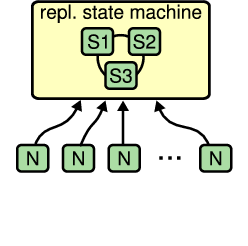 repl. state machine
S1 S2
S3
N N N ... N